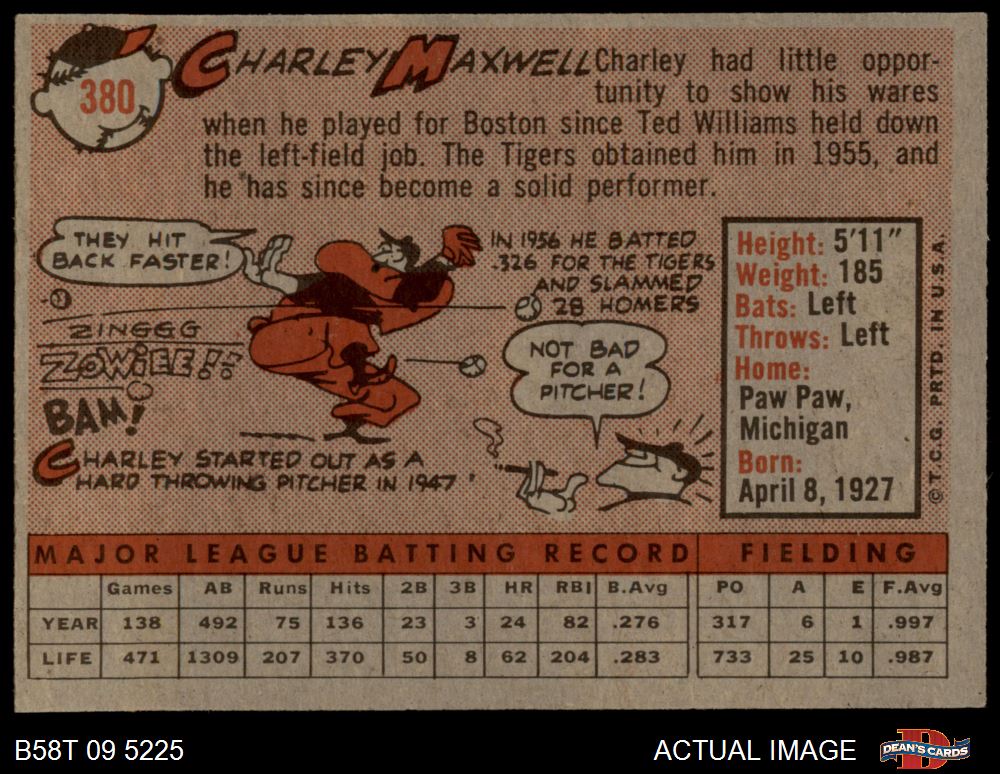 380
CHARLEY MAXWELL
Charley had little oppor-
tunity to show his wares
when he played for Boston since Ted Williams held down
the left-field job. The Tigers obtained him in 1955, and
he has since become a solid performer.
THEY HIT
BACK FASTER!
ZINGGG
ZOWIEE!!
BAM!
CHARLEY STARTED OUT AS A
HARD THROWING PITCHER IN 1947
IN 1956 HE BATTED
.326 FOR THE TIGERS
AND SLAMMED
28 HOMERS
NOT BAD
FOR A
PITCHER!
Height: 5'11"
Weight: 185
Bats: Left
Throws: Left
Home:
Paw Paw,
Michigan
Born:
April 8, 1927
© T.C.G. PRTD. IN U.S.A.
MAJOR LEAGUE BATTING RECORD FIELDING
Games AB Runs Hits 2B 3B HR RBI B.Avg PO A E F.Avg
YEAR 138 492 75 136 23 3 24 82 .276 317 6 1 .997
LIFE 471 1309 207 370 50 8 62 204 .283 733 25 10 .987
B58T 09 5225
ACTUAL IMAGE
DEAN'S CARDS